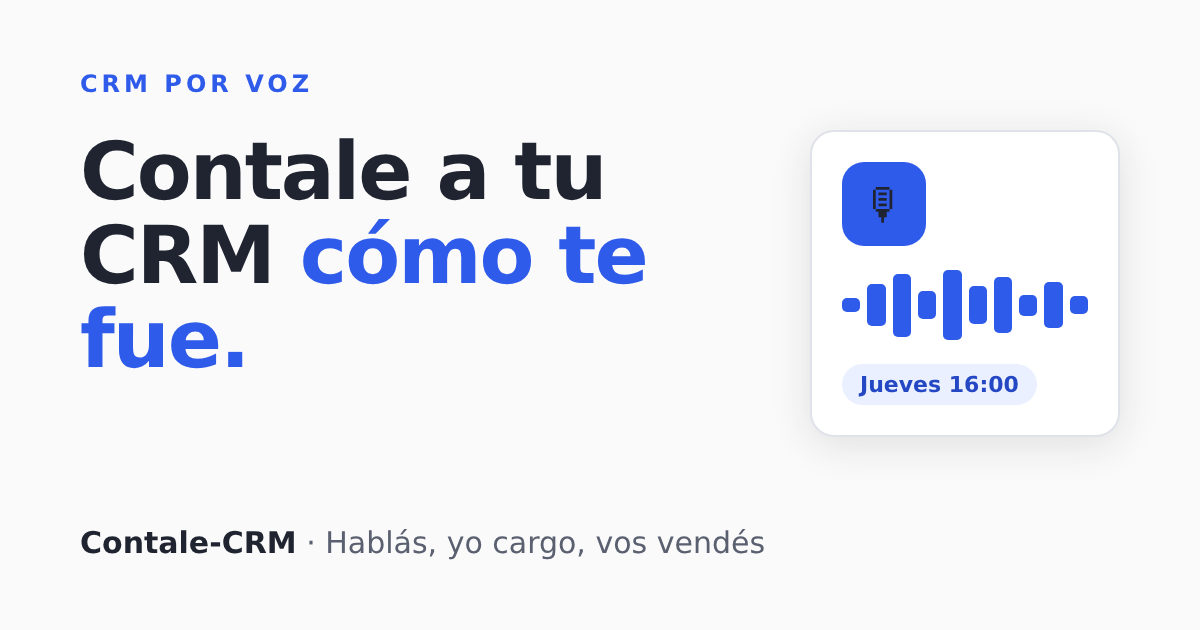 CRM POR VOZ
Contale a tu
CRM cómo te
fue.
Jueves 16:00
Contale-CRM · Hablás, yo cargo, vos vendés